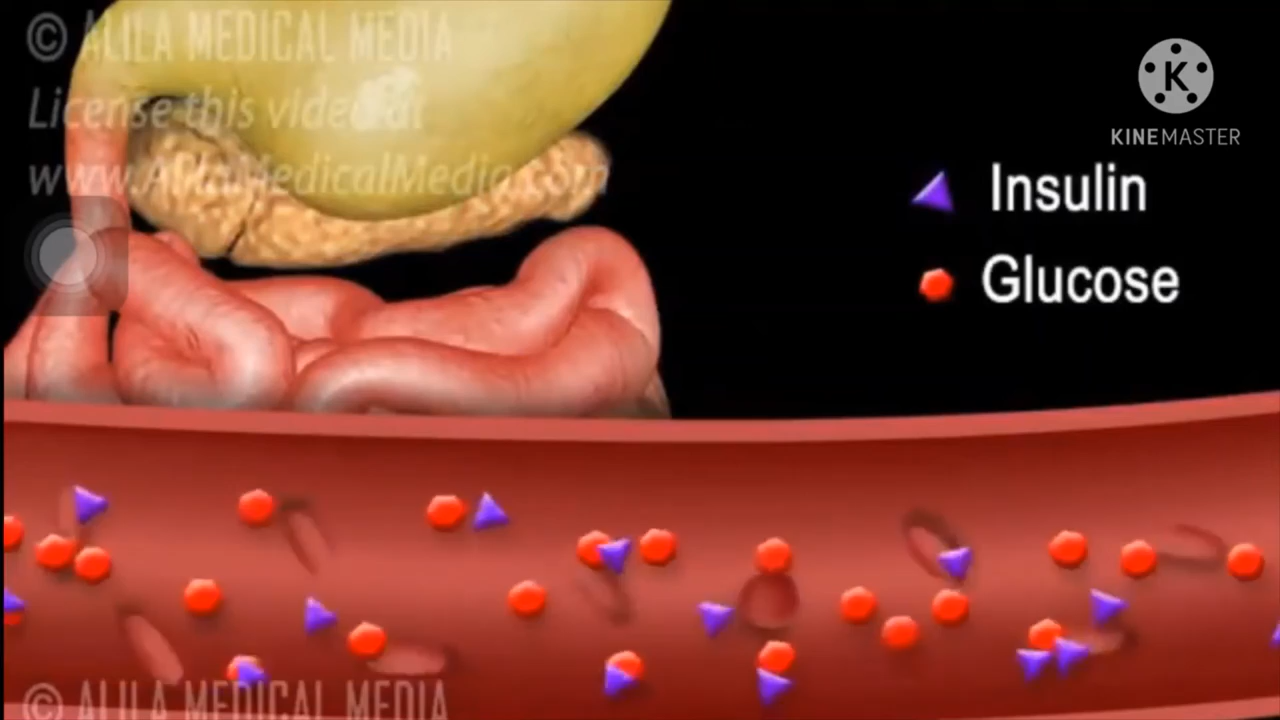 © ALILA MEDICAL MEDIA
License this video at
www.AlilaMedicalMedia.com
K
KINEMASTER
Insulin
Glucose
© ALILA MEDICAL MEDIA